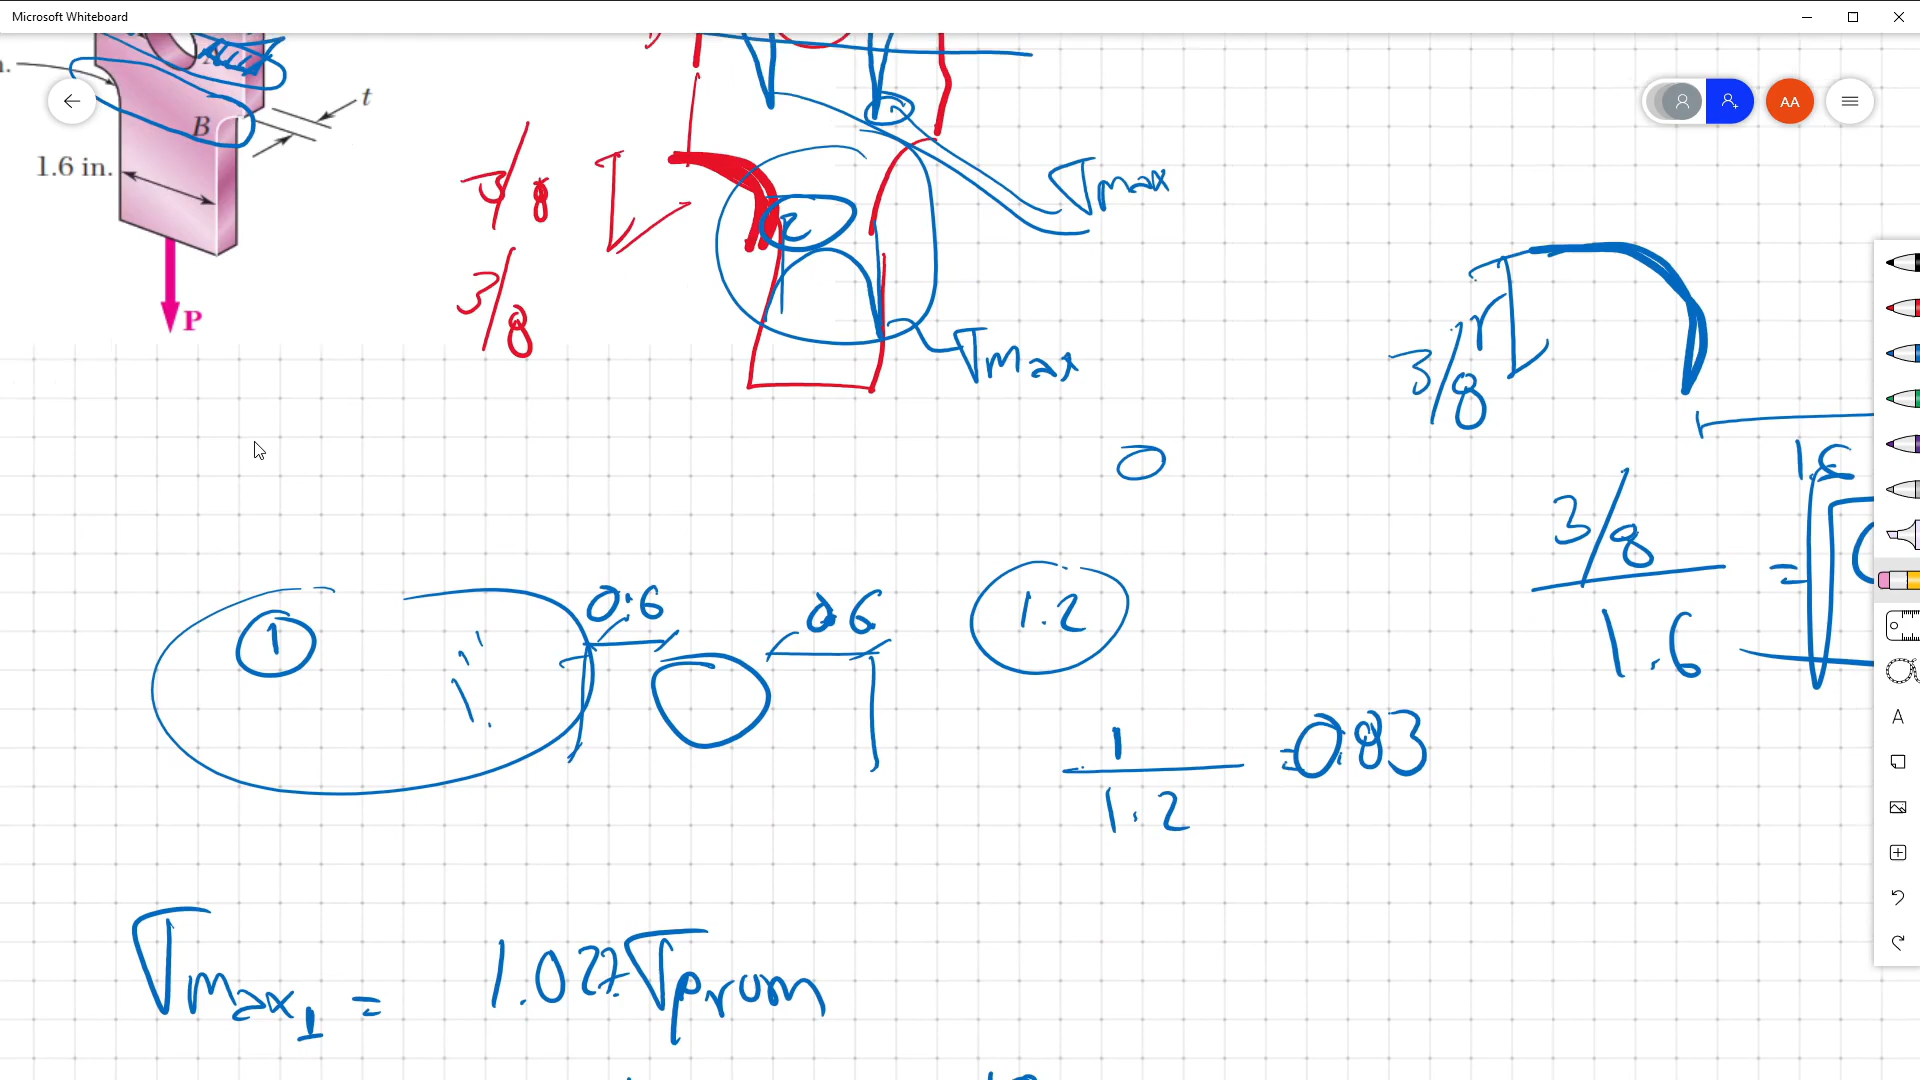 Microsoft Whiteboard
AA
t
B
1.6 in.
P
3/8
3/8
2
σmax
σmax
r
3/8
0
1.6
3/8
1.6
=
1
0.6
0.6
1.2
1
1.2
=0.83
σmax1 = 1.027σprom
A